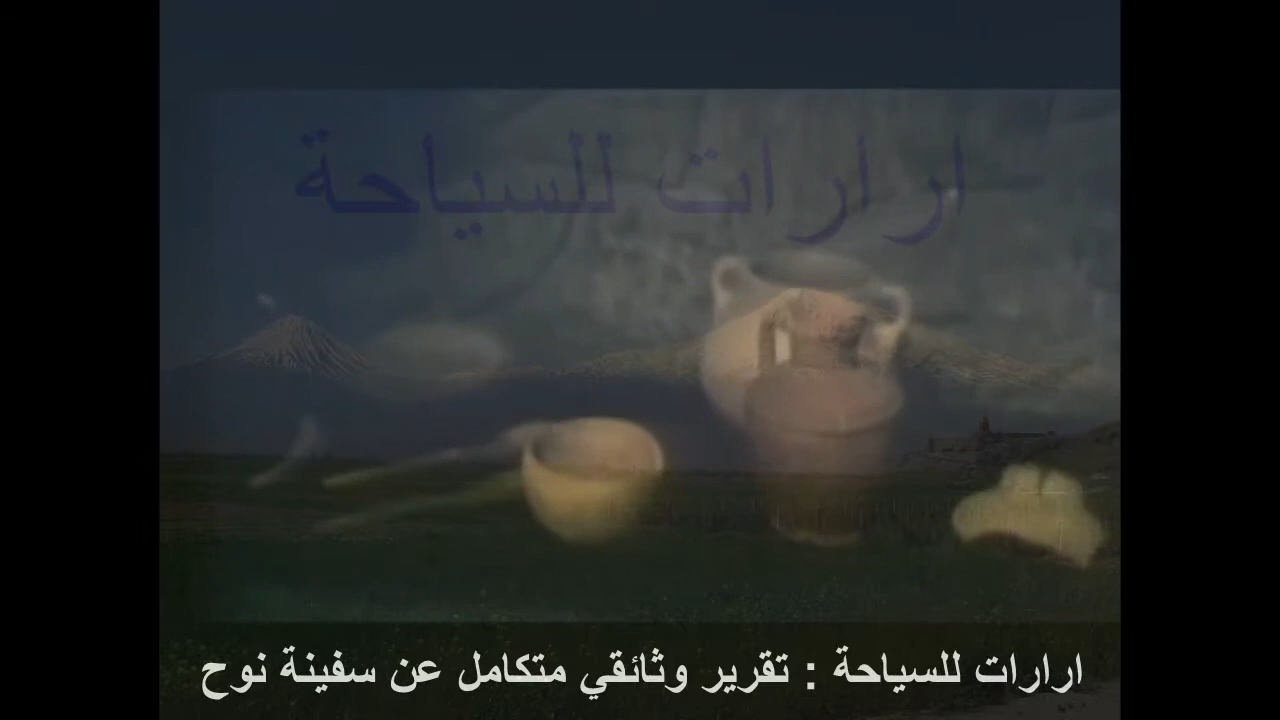 ارارات للسياحة
ارارات للسياحة : تقرير وثائقي متكامل عن سفينة نوح